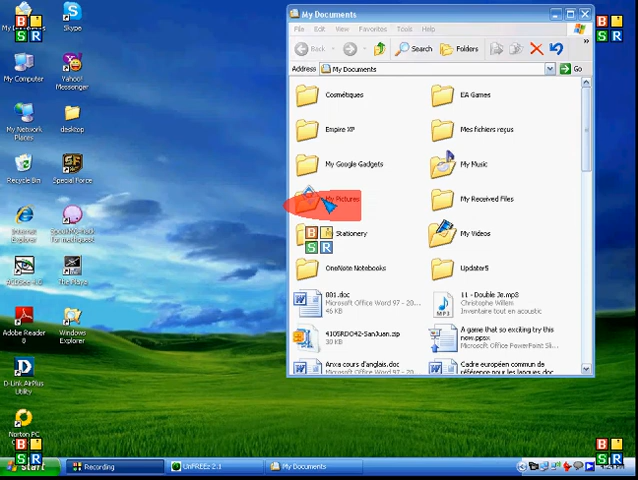 My Documents
File Edit View Favorites Tools Help
Back Search Folders
Address My Documents Go
Skype
My Computer
Yahoo! Messenger
My Network Places
desktop
Recycle Bin
Special Force
Internet Explorer
ACDSee
Adobe Reader 8
Windows Explorer
D-Link AirPlus Utility
Norton PC
Cosmétiques
EA Games
Empire XP
Mes fichiers reçus
My Google Gadgets
My Music
My Pictures
My Received Files
Stationery
My Videos
OneNote Notebooks
Updater5
001.doc
Microsoft Office Word 97 - 20...
46 KB
11 - Double Je.mp3
Christophe Willem
Inventaire tout en acoustic
MP3
4105RDO42-SanJuan.zip
30 KB
A game that so exciting try this now.ppsx
Microsoft Office PowerPoint Sl...
Anxa cours d'anglais.doc
Microsoft Office Word 97 - 20...
Cadre européen commun de référence pour les langues.doc
B S R
B S R
B S R
B S R
B S R
start
Recording
UnFREEz 2.1
My Documents